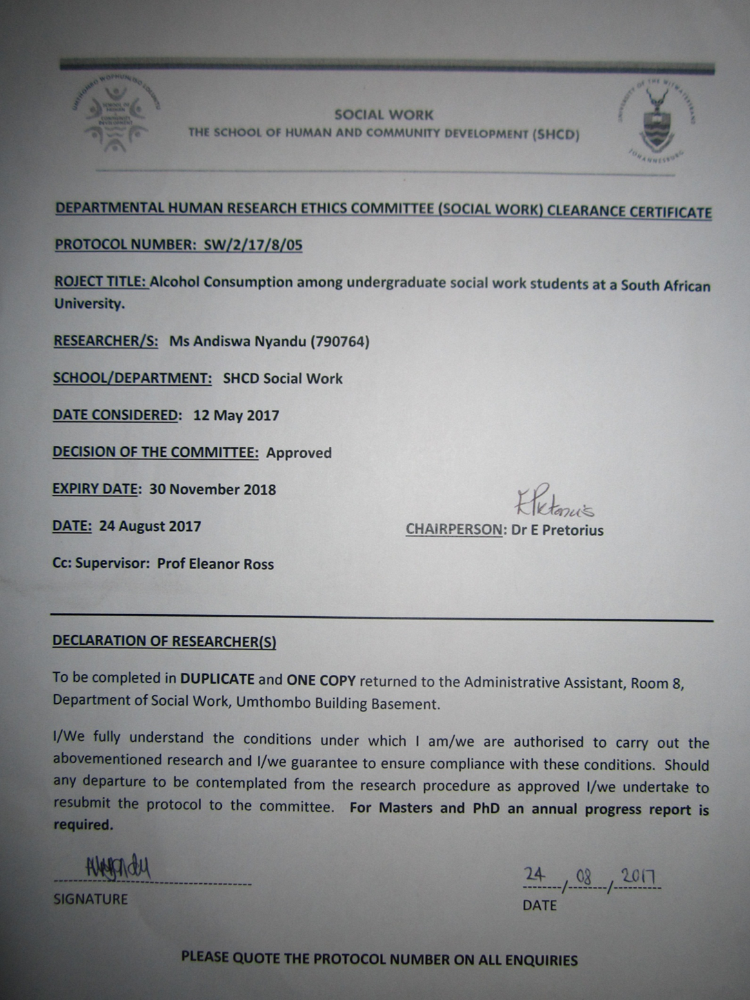 UMTHOMBO WOPHUHLISO LOLUNTU
SCHOOL OF
HUMAN
COMMUNITY
DEVELOPMENT
SOCIAL WORK
THE SCHOOL OF HUMAN AND COMMUNITY DEVELOPMENT (SHCD)
UNIVERSITY OF THE WITWATERSRAND
JOHANNESBURG
DEPARTMENTAL HUMAN RESEARCH ETHICS COMMITTEE (SOCIAL WORK) CLEARANCE CERTIFICATE
PROTOCOL NUMBER: SW/2/17/8/05
ROJECT TITLE: Alcohol Consumption among undergraduate social work students at a South African
University.
RESEARCHER/S: Ms Andiswa Nyandu (790764)
SCHOOL/DEPARTMENT: SHCD Social Work
DATE CONSIDERED: 12 May 2017
DECISION OF THE COMMITTEE: Approved
EXPIRY DATE: 30 November 2018
EPretorius
DATE: 24 August 2017
CHAIRPERSON: Dr E Pretorius
Cc: Supervisor: Prof Eleanor Ross
DECLARATION OF RESEARCHER(S)
To be completed in DUPLICATE and ONE COPY returned to the Administrative Assistant, Room 8,
Department of Social Work, Umthombo Building Basement.
I/We fully understand the conditions under which I am/we are authorised to carry out the
abovementioned research and I/we guarantee to ensure compliance with these conditions. Should
any departure to be contemplated from the research procedure as approved I/we undertake to
resubmit the protocol to the committee. For Masters and PhD an annual progress report is
required.
24 / 08 / 2017
SIGNATURE
DATE
PLEASE QUOTE THE PROTOCOL NUMBER ON ALL ENQUIRIES